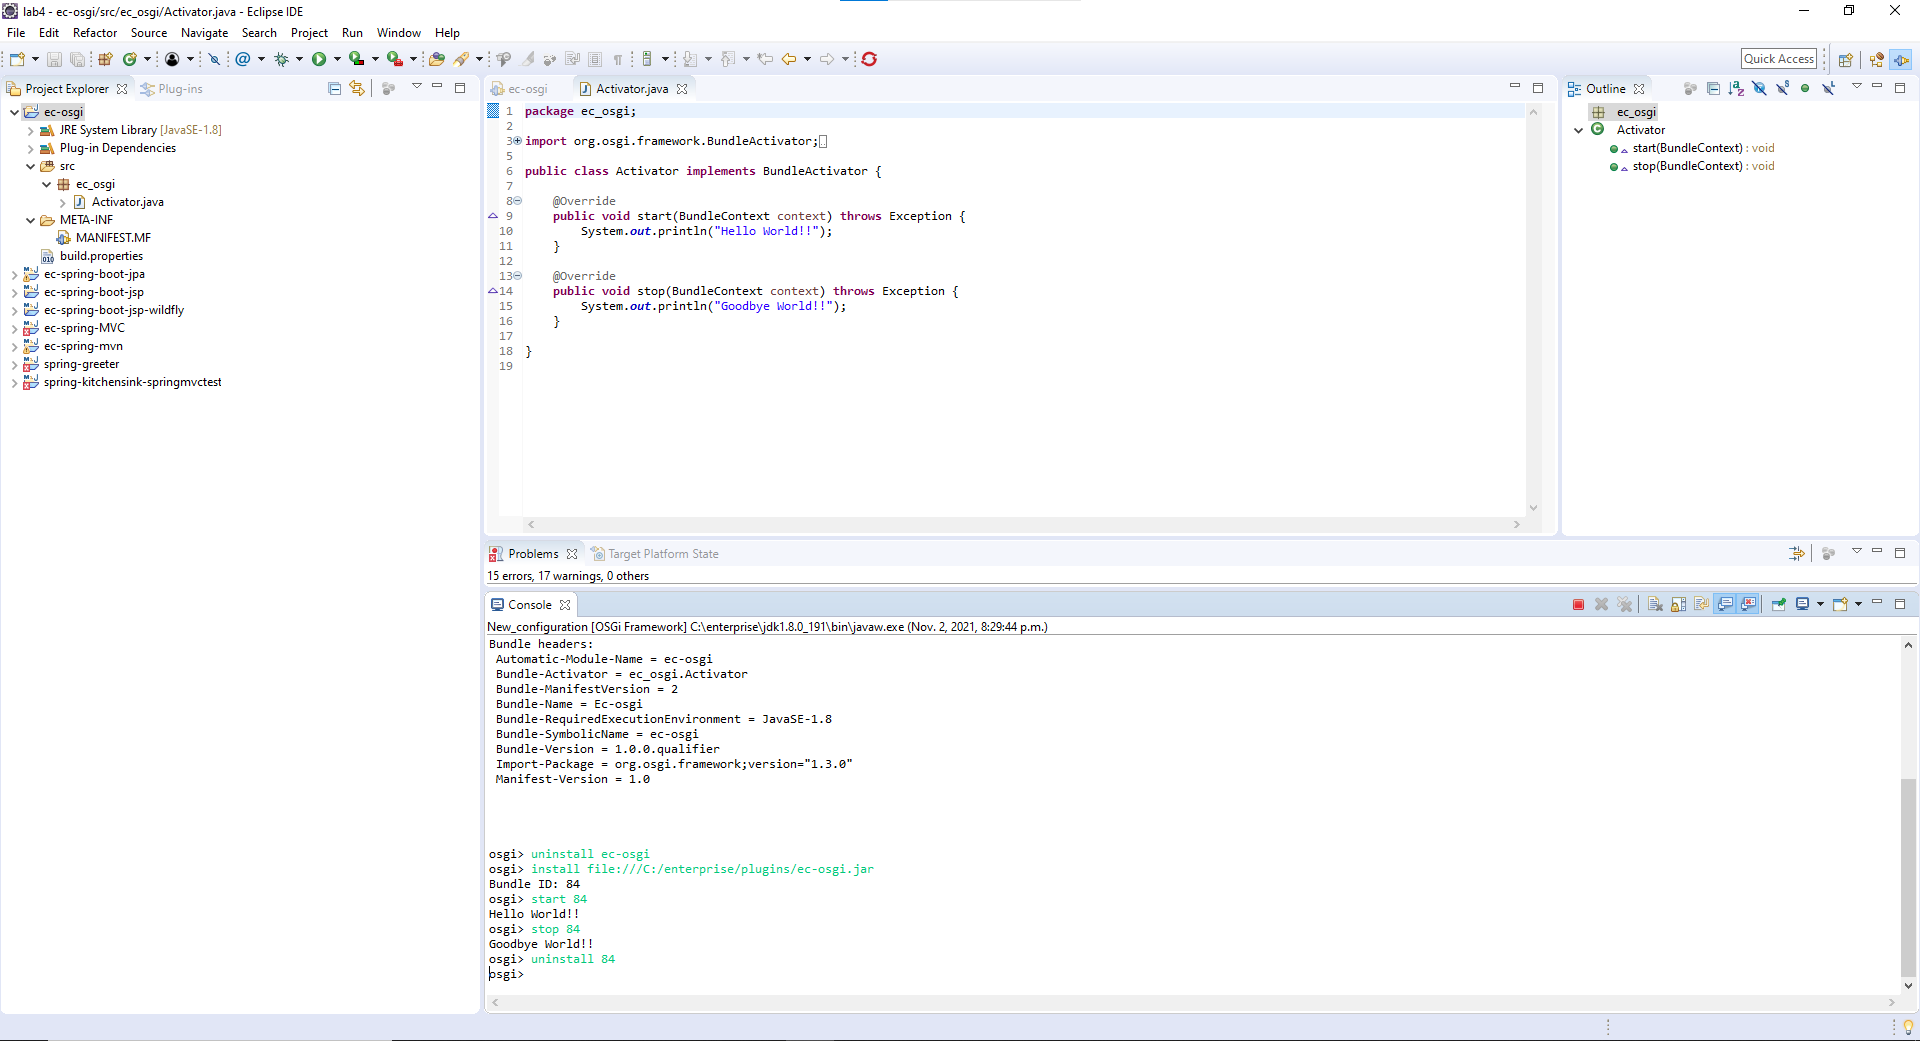 lab4 - ec-osgi/src/ec_osgi/Activator.java - Eclipse IDE
File Edit Refactor Source Navigate Search Project Run Window Help
Quick Access
Project Explorer Plug-ins
ec-osgi
JRE System Library [JavaSE-1.8]
Plug-in Dependencies
src
ec_osgi
Activator.java
META-INF
MANIFEST.MF
build.properties
ec-spring-boot-jpa
ec-spring-boot-jsp
ec-spring-boot-jsp-wildfly
ec-spring-MVC
ec-spring-mvn
spring-greeter
spring-kitchensink-springmvctest
ec-osgi Activator.java
1 package ec_osgi;
2
3 import org.osgi.framework.BundleActivator;
5
6 public class Activator implements BundleActivator {
7
8 @Override
9 public void start(BundleContext context) throws Exception {
10 System.out.println("Hello World!!");
11 }
12
13 @Override
14 public void stop(BundleContext context) throws Exception {
15 System.out.println("Goodbye World!!");
16 }
17
18 }
19
Outline
ec_osgi
Activator
start(BundleContext) : void
stop(BundleContext) : void
Problems Target Platform State
15 errors, 17 warnings, 0 others
Console
New_configuration [OSGi Framework] C:\enterprise\jdk1.8.0_191\bin\javaw.exe (Nov. 2, 2021, 8:29:44 p.m.)
Bundle headers:
Automatic-Module-Name = ec-osgi
Bundle-Activator = ec_osgi.Activator
Bundle-ManifestVersion = 2
Bundle-Name = Ec-osgi
Bundle-RequiredExecutionEnvironment = JavaSE-1.8
Bundle-SymbolicName = ec-osgi
Bundle-Version = 1.0.0.qualifier
Import-Package = org.osgi.framework;version="1.3.0"
Manifest-Version = 1.0
osgi> uninstall ec-osgi
osgi> install file:///C:/enterprise/plugins/ec-osgi.jar
Bundle ID: 84
osgi> start 84
Hello World!!
osgi> stop 84
Goodbye World!!
osgi> uninstall 84
osgi>